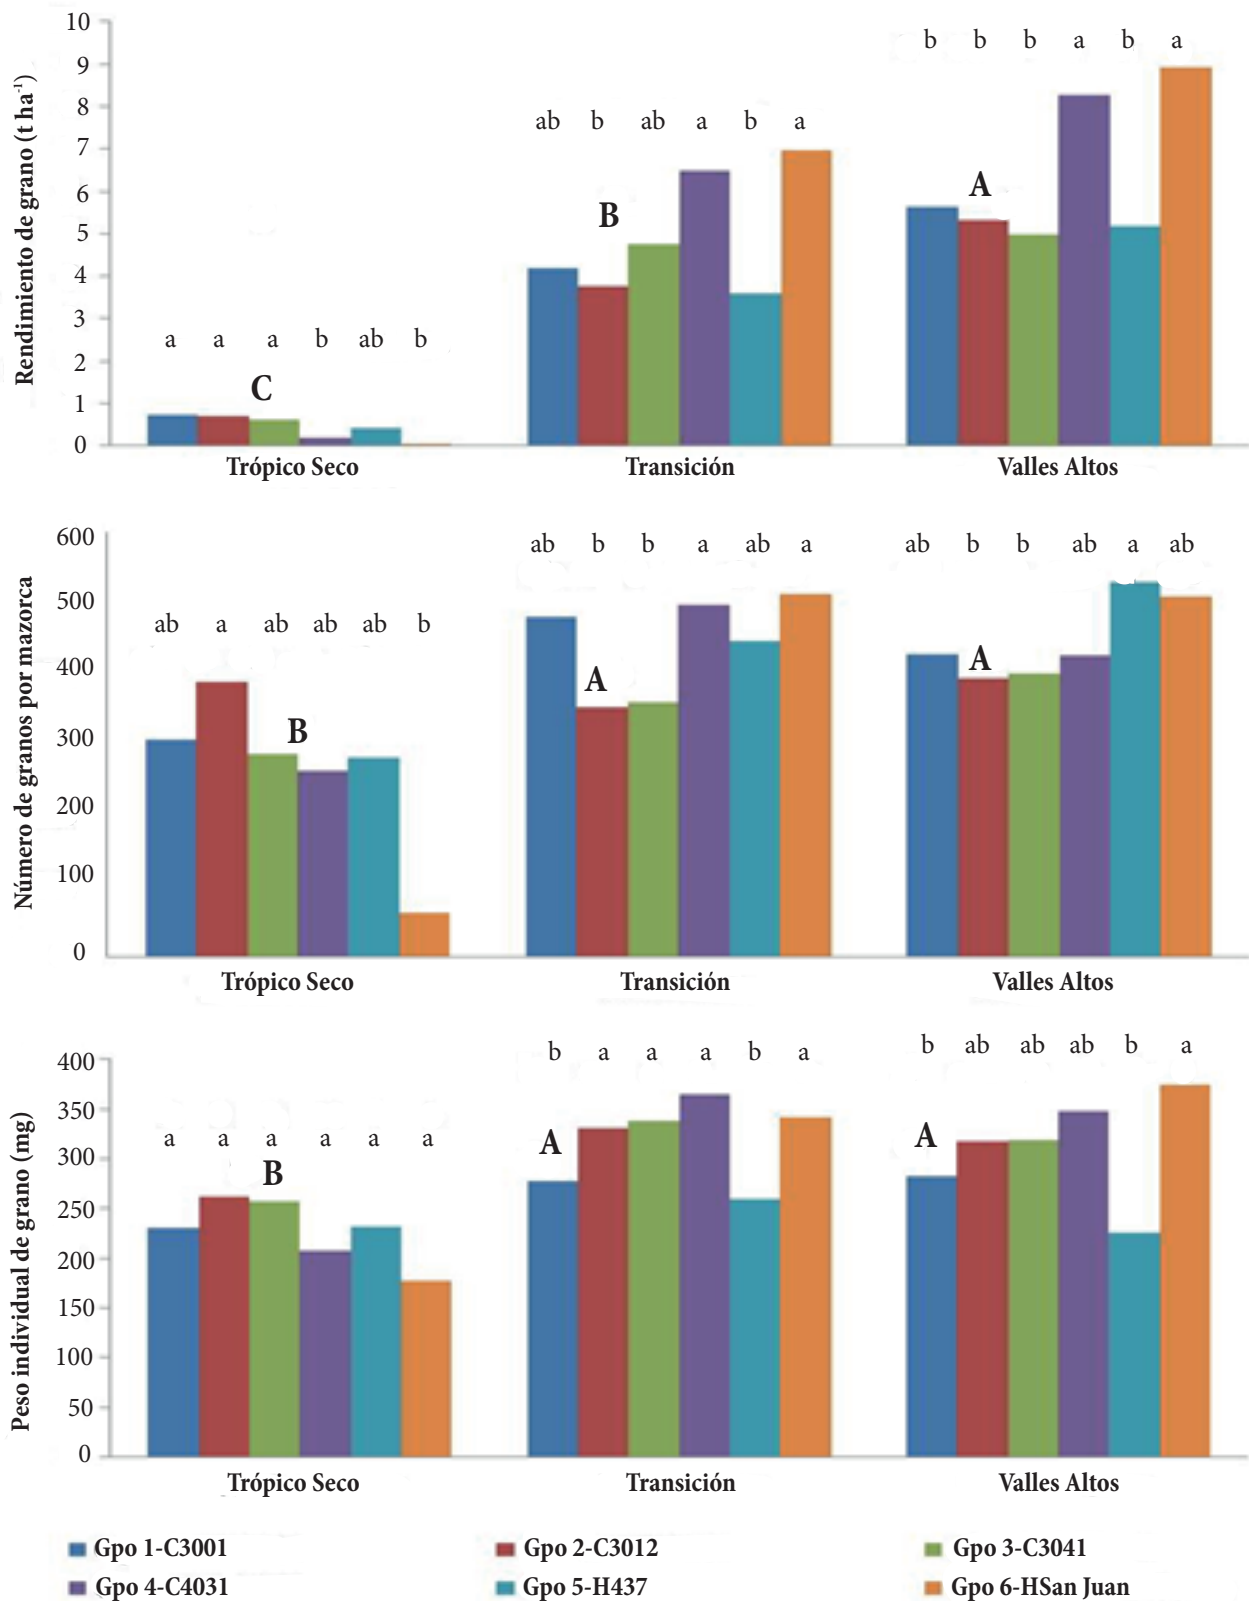 Rendimiento de grano (t ha⁻¹)
10
9
8
7
6
5
4
3
2
1
0
a a a b ab b
C
ab b ab a b a
B
b b b a b a
A
Trópico Seco Transición Valles Altos
Número de granos por mazorca
600
500
400
300
200
100
0
ab a ab ab ab b
B
ab b b a ab a
A
ab b b ab a ab
A
Trópico Seco Transición Valles Altos
Peso individual de grano (mg)
400
350
300
250
200
150
100
50
0
a a a a a a
B
b a a a b a
A
b ab ab ab b a
A
Trópico Seco Transición Valles Altos
Gpo 1-C3001 Gpo 2-C3012 Gpo 3-C3041
Gpo 4-C4031 Gpo 5-H437 Gpo 6-HSan Juan